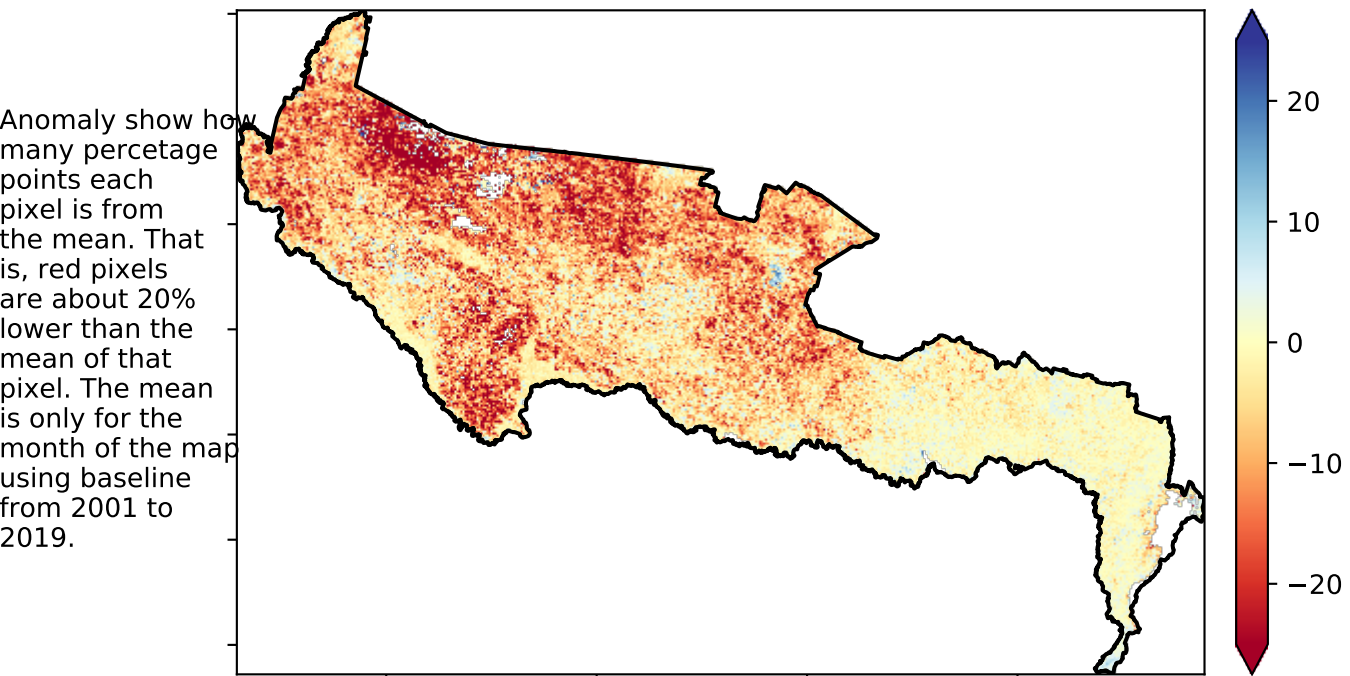 Anomaly show how
many percetage
points each
pixel is from
the mean. That
is, red pixels
are about 20%
lower than the
mean of that
pixel. The mean
is only for the
month of the map
using baseline
from 2001 to
2019.
20
10
0
−10
−20